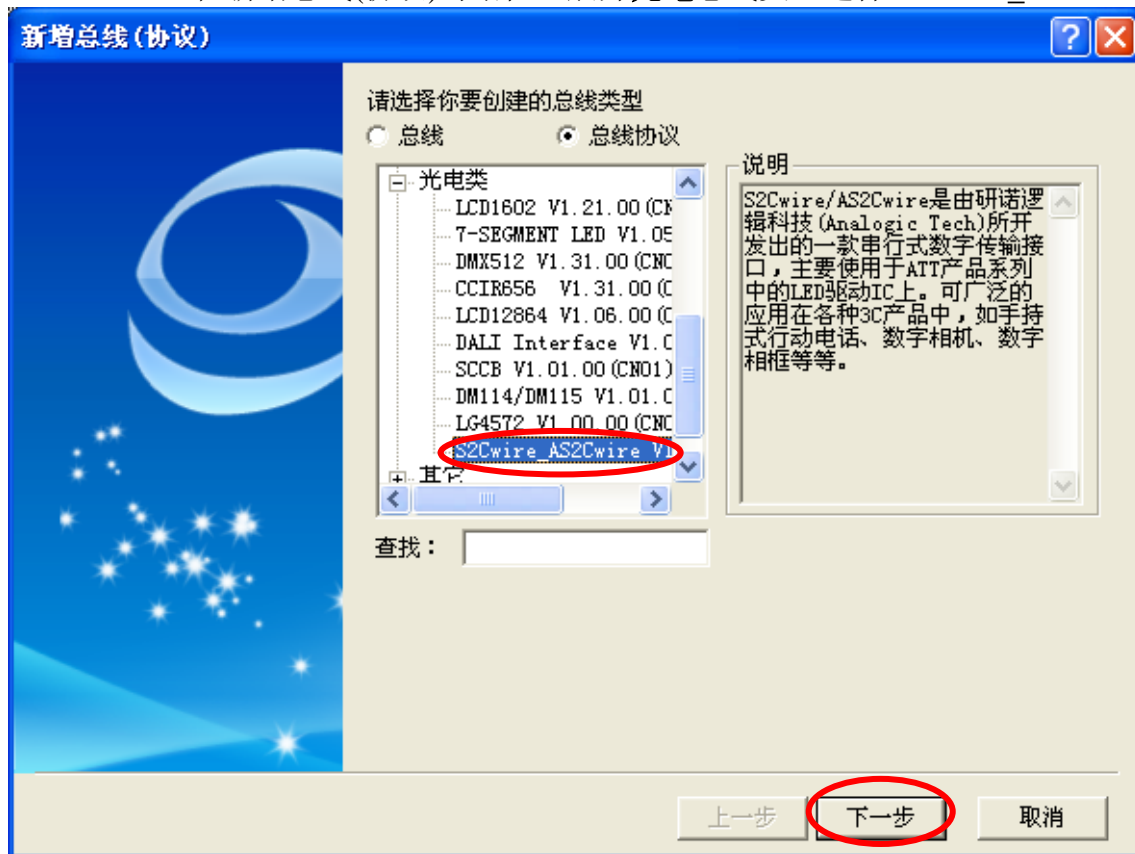 新增总线(协议)
请选择你要创建的总线类型
总线
总线协议
光电类
LCD1602 V1.21.00(CN
7-SEGMENT LED V1.05
DMX512 V1.31.00(CNO
CCIR656 V1.31.00(C
LCD12864 V1.06.00(C
DALI Interface V1.0
SCCB V1.01.00(CN01)
DM114/DM115 V1.01.0
LG4572 V1.00.00(CNO
S2Cwire_AS2Cwire V1
其它
查找：
说明
S2Cwire/AS2Cwire是由研诺逻
辑科技(Analogic Tech)所开
发出的一款串行式数字传输接
口，主要使用于ATT产品系列
中的LED驱动IC上。可广泛的
应用在各种3C产品中，如手持
式行动电话、数字相机、数字
相框等等。
上一步
下一步
取消